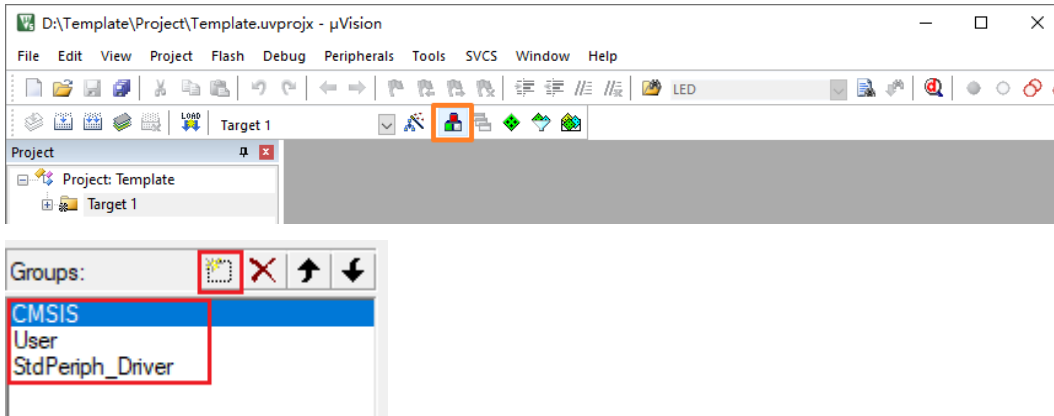 D:\Template\Project\Template.uvprojx - µVision
File Edit View Project Flash Debug Peripherals Tools SVCS Window Help
LED
LOAD Target 1
Project
Project: Template
Target 1
Groups:
CMSIS
User
StdPeriph_Driver